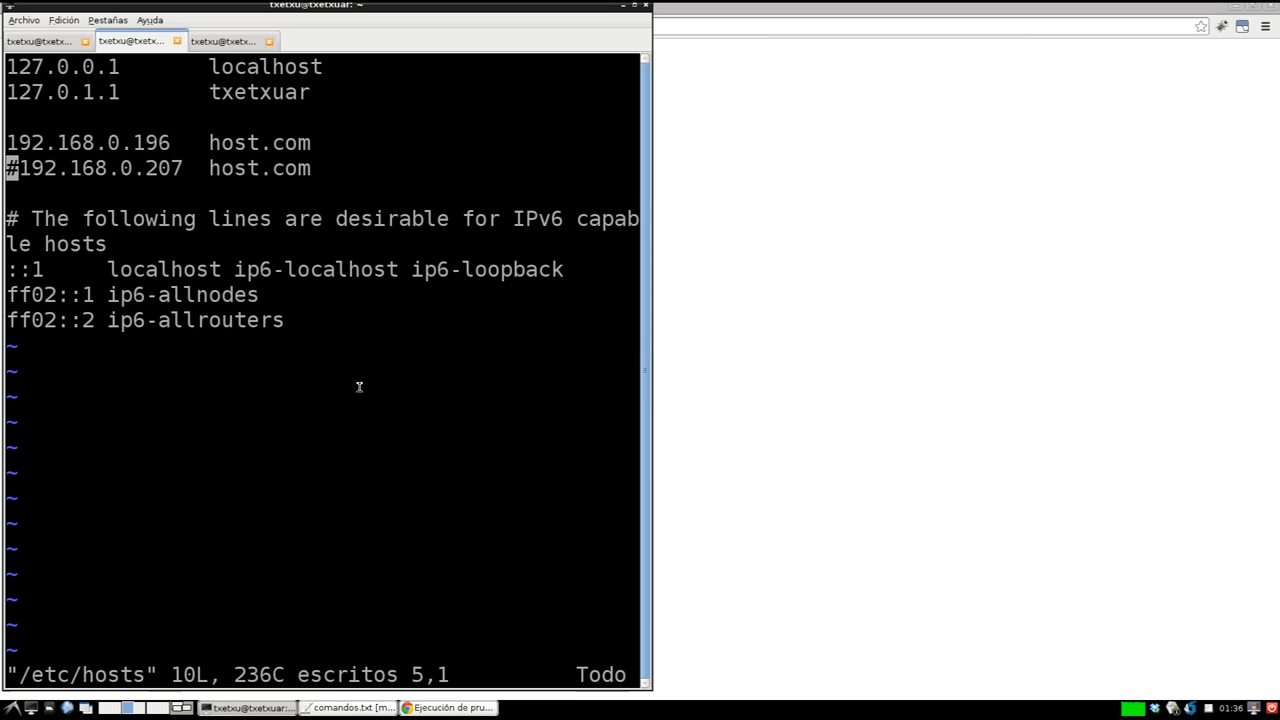 txetxu@txetxuar: ~
Archivo Edición Pestañas Ayuda
txetxu@txetx... txetxu@txetx... txetxu@txetx...
127.0.0.1 localhost
127.0.1.1 txetxuar
192.168.0.196 host.com
#192.168.0.207 host.com
# The following lines are desirable for IPv6 capab
le hosts
::1 localhost ip6-localhost ip6-loopback
ff02::1 ip6-allnodes
ff02::2 ip6-allrouters
~
~
~
~
~
~
~
~
~
~
~
~
~
"/etc/hosts" 10L, 236C escritos 5,1 Todo
txetxu@txetxuar:... comandos.txt [m... Ejecución de pru... 01:36